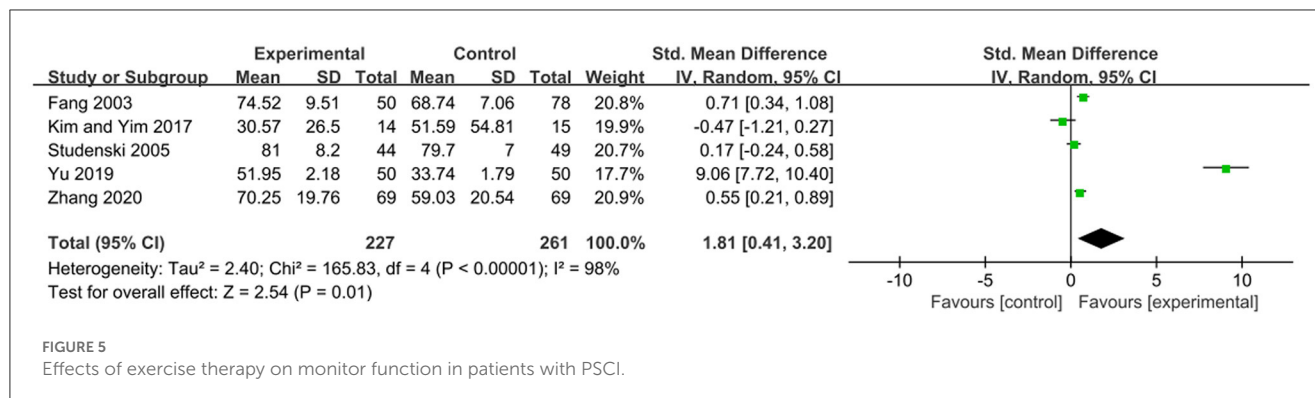 Experimental Control Std. Mean Difference Std. Mean Difference
Study or Subgroup Mean SD Total Mean SD Total Weight IV, Random, 95% CI IV, Random, 95% CI
Fang 2003 74.52 9.51 50 68.74 7.06 78 20.8% 0.71 [0.34, 1.08]
Kim and Yim 2017 30.57 26.5 14 51.59 54.81 15 19.9% -0.47 [-1.21, 0.27]
Studenski 2005 81 8.2 44 79.7 7 49 20.7% 0.17 [-0.24, 0.58]
Yu 2019 51.95 2.18 50 33.74 1.79 50 17.7% 9.06 [7.72, 10.40]
Zhang 2020 70.25 19.76 69 59.03 20.54 69 20.9% 0.55 [0.21, 0.89]
Total (95% CI) 227 261 100.0% 1.81 [0.41, 3.20]
Heterogeneity: Tau² = 2.40; Chi² = 165.83, df = 4 (P < 0.00001); I² = 98%
Test for overall effect: Z = 2.54 (P = 0.01)
-10 -5 0 5 10
Favours [control] Favours [experimental]
FIGURE 5
Effects of exercise therapy on monitor function in patients with PSCI.